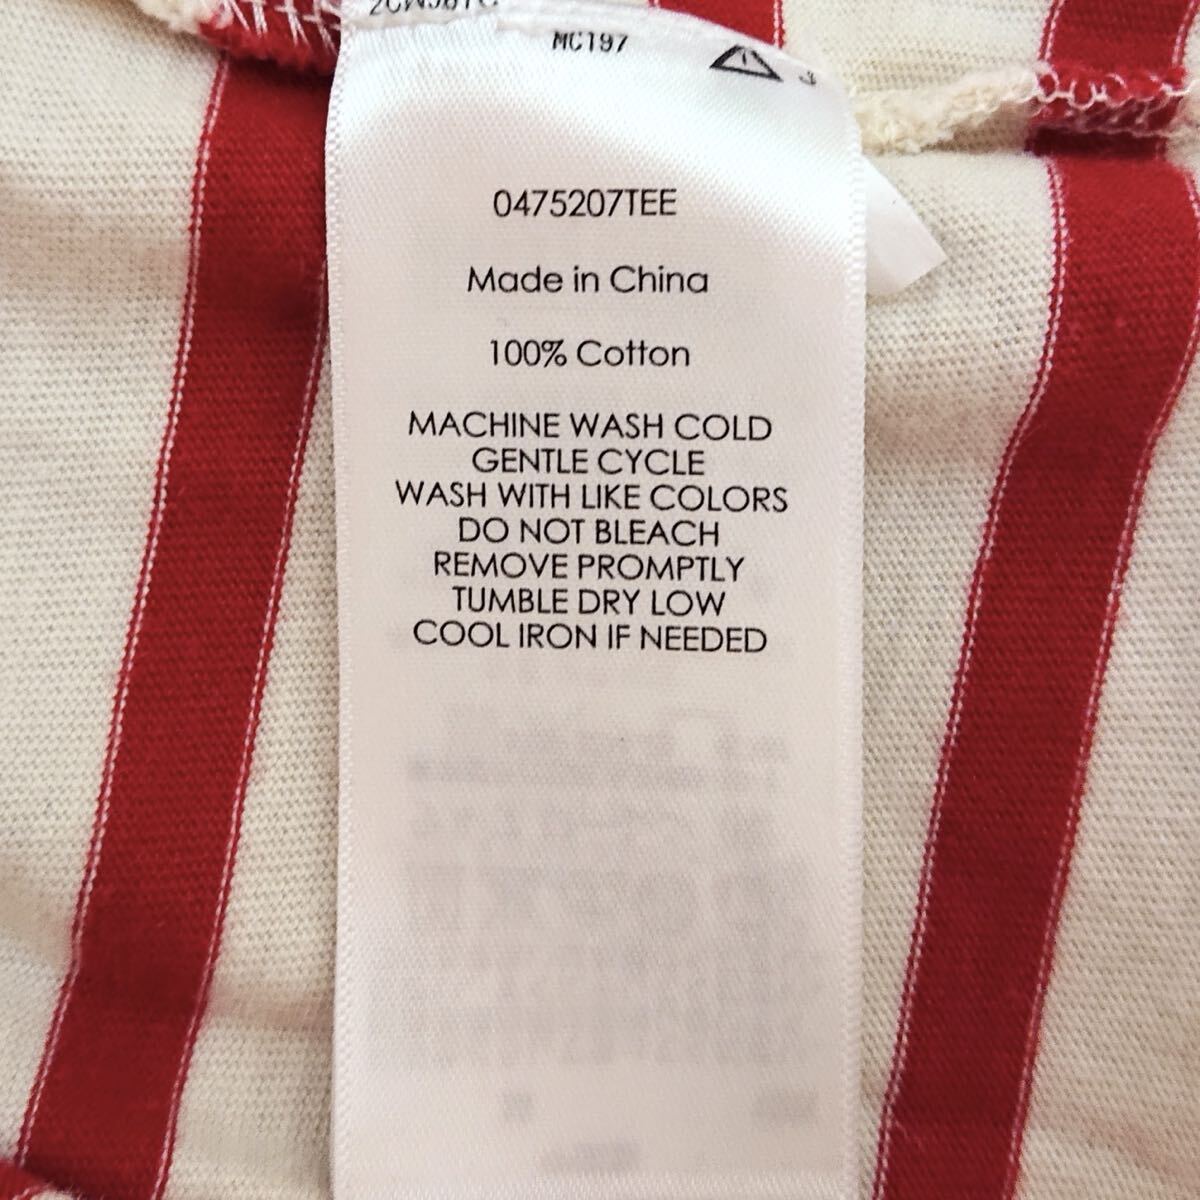 MC197
0475207TEE
Made in China
100% Cotton
MACHINE WASH COLD
GENTLE CYCLE
WASH WITH LIKE COLORS
DO NOT BLEACH
REMOVE PROMPTLY
TUMBLE DRY LOW
COOL IRON IF NEEDED